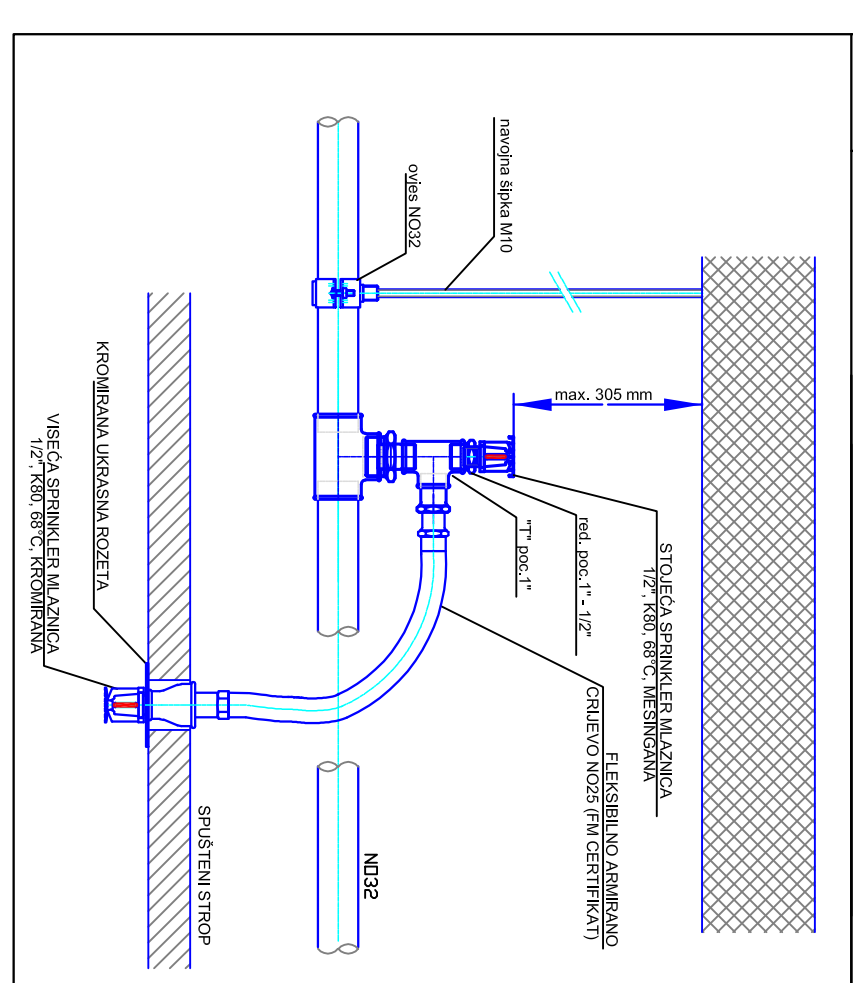 navojna šipka M10
ovjes NO32
max. 305 mm
STOJEĆA SPRINKLER MLAZNICA
1/2", K80, 68°C, MESINGANA
red. poc.1" - 1/2"
"T" poc.1"
FLEKSIBILNO ARMIRANO
CRIJEVO NO25 (FM CERTIFIKAT)
KROMIRANA UKRASNA ROZETA
VISEĆA SPRINKLER MLAZNICA
1/2", K80, 68°C, KROMIRANA
SPUŠTENI STROP
NO32